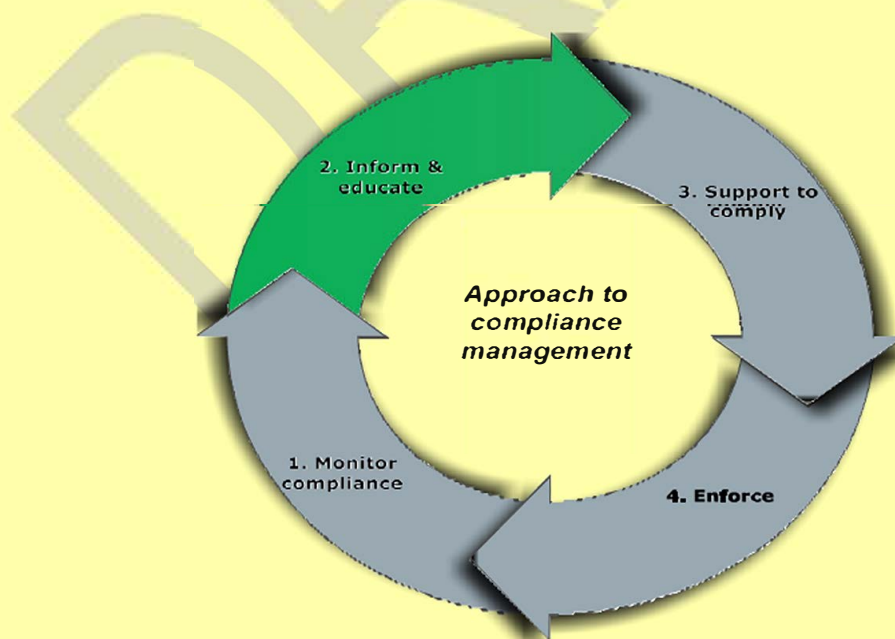 2. Inform &
educate
3. Support to
comply
Approach to
compliance
management
1. Monitor
compliance
4. Enforce